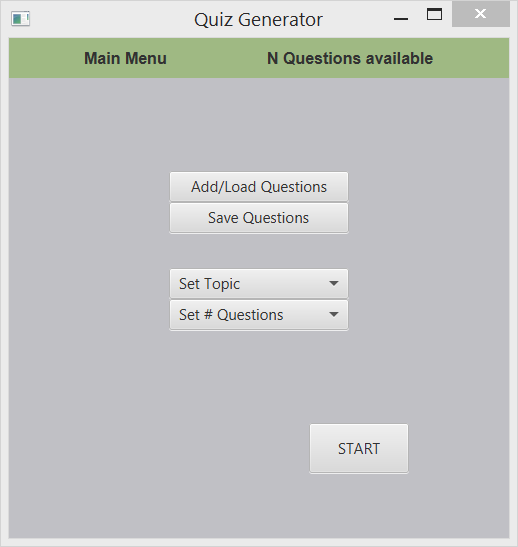 Quiz Generator
Main Menu N Questions available
Add/Load Questions
Save Questions
Set Topic
Set # Questions
START